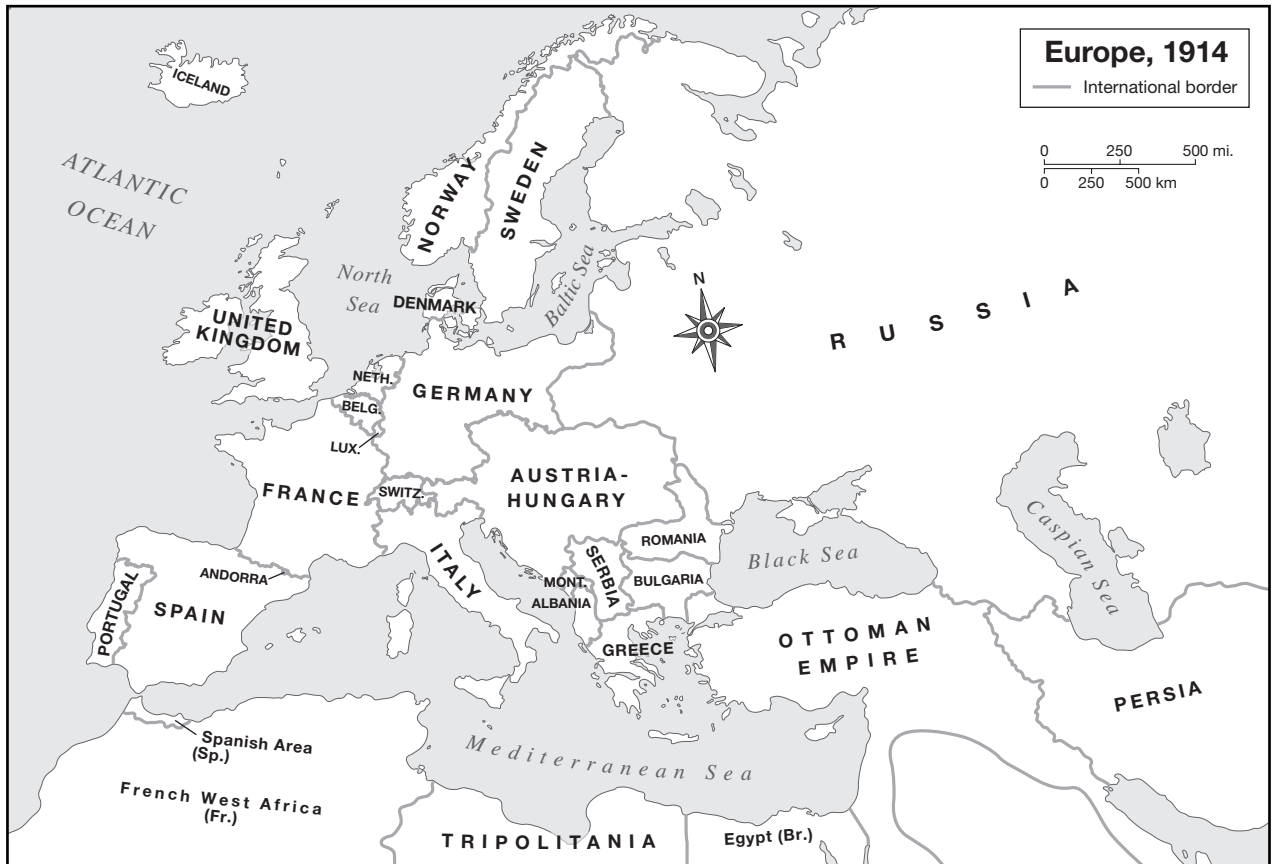 Europe, 1914
International border
0 250 500 mi.
0 250 500 km
ICELAND
ATLANTIC
OCEAN
NORWAY
SWEDEN
North
Sea
DENMARK
Baltic Sea
N
RUSSIA
UNITED
KINGDOM
NETH.
BELG.
LUX.
GERMANY
FRANCE
SWITZ.
AUSTRIA-
HUNGARY
ROMANIA
Black Sea
Caspian Sea
ITALY
SERBIA
MONT.
BULGARIA
ALBANIA
ANDORRA
PORTUGAL
SPAIN
GREECE
OTTOMAN
EMPIRE
PERSIA
Spanish Area
(Sp.)
Mediterranean Sea
French West Africa
(Fr.)
TRIPOLITANIA
Egypt (Br.)